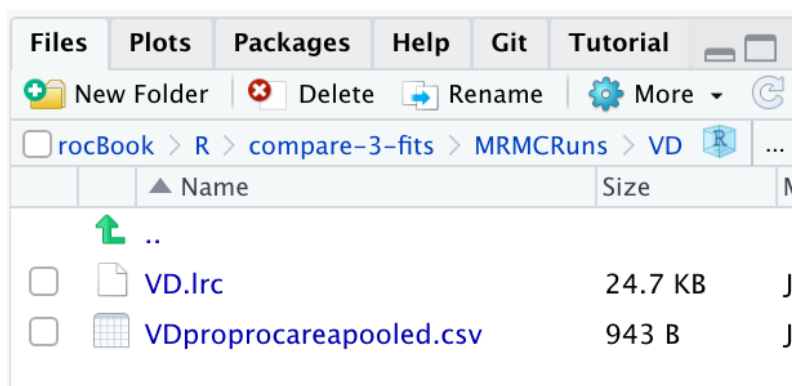 Files Plots Packages Help Git Tutorial
New Folder Delete Rename More
rocBook > R > compare-3-fits > MRMCRuns > VD R ...
Name Size
..
VD.lrc 24.7 KB
VDproprocareapooled.csv 943 B